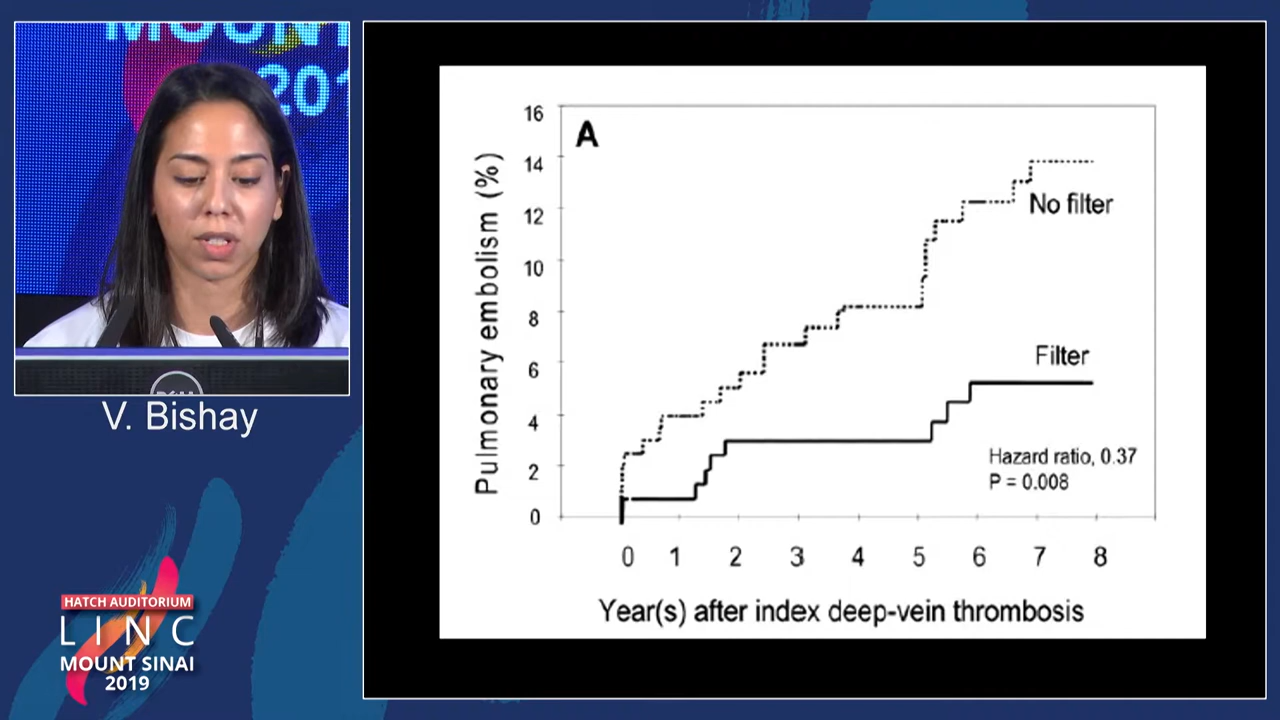 MOUNT
201
V. Bishay
HATCH AUDITORIUM
LINC
MOUNT SINAI
2019
A
16
14
12
10
8
6
4
2
0
Pulmonary embolism (%)
No filter
Filter
Hazard ratio, 0.37
P = 0.008
0 1 2 3 4 5 6 7 8
Year(s) after index deep-vein thrombosis